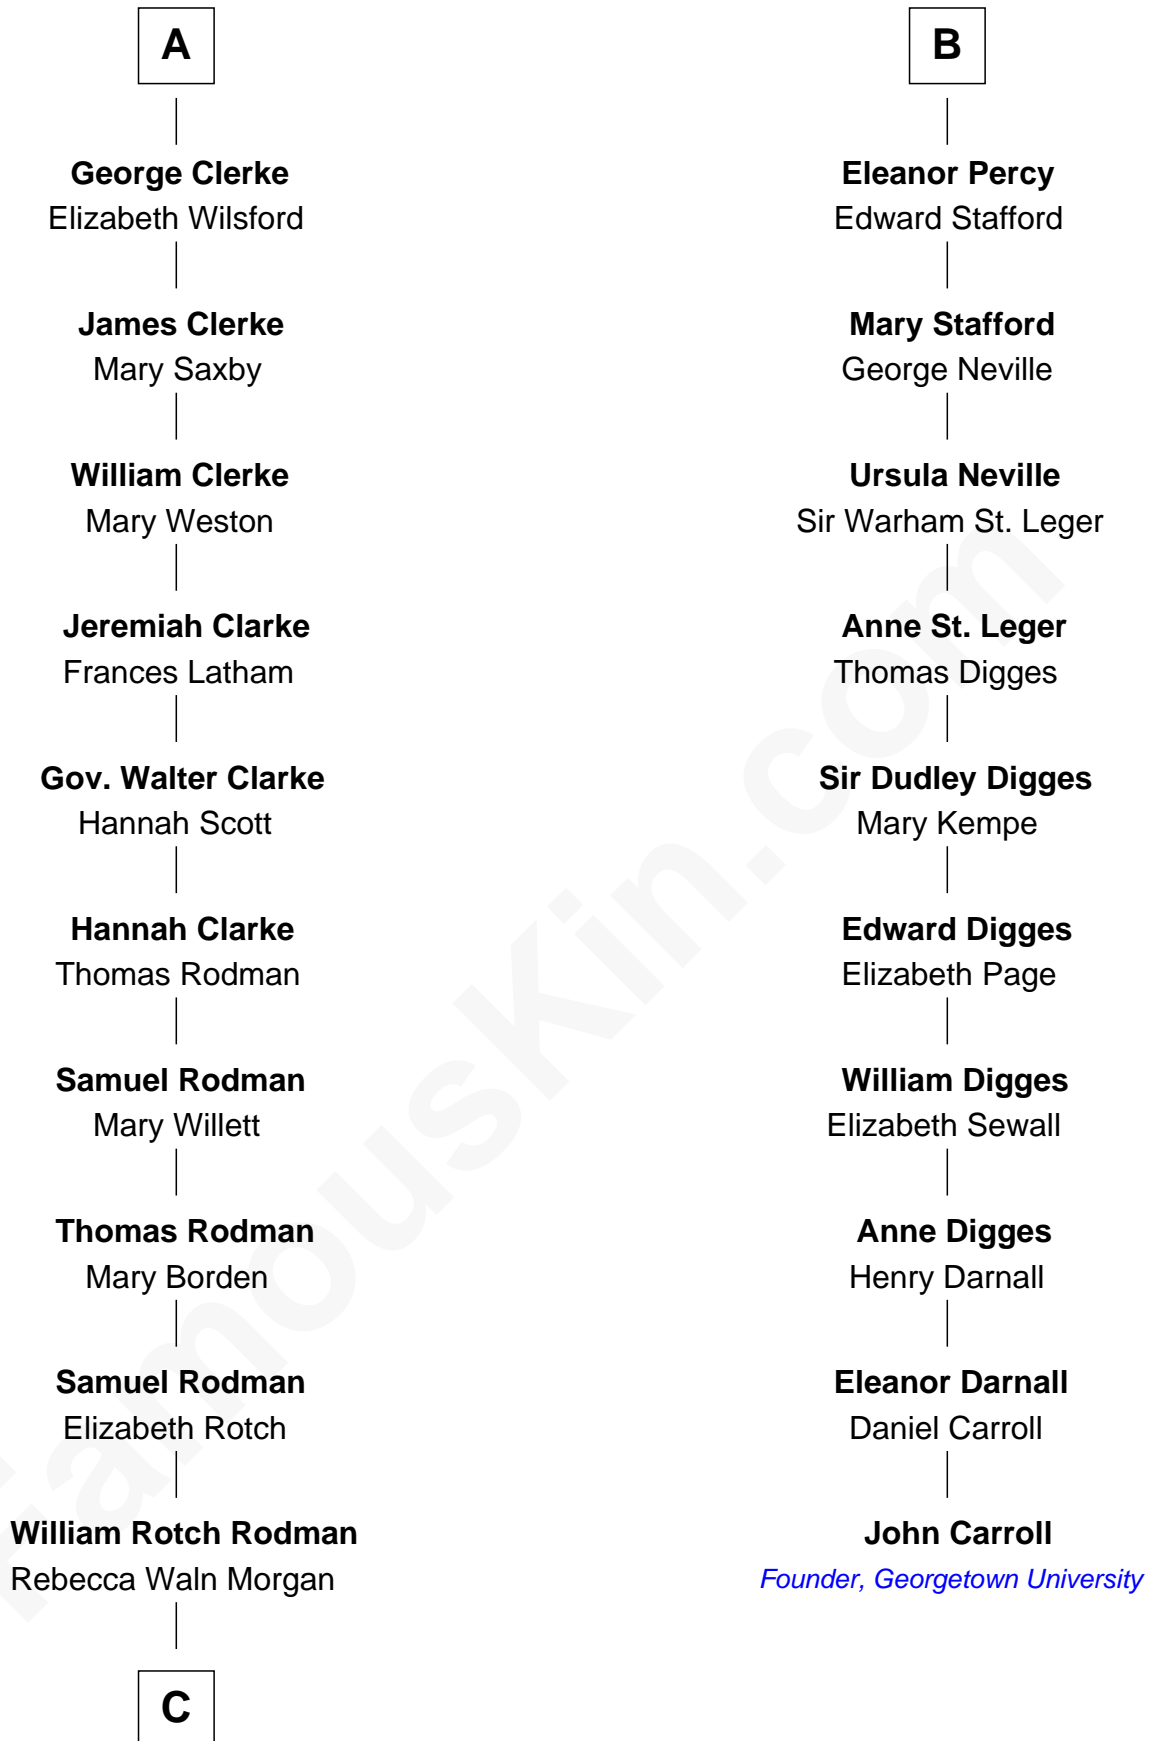 A
George Clerke
Elizabeth Wilsford
James Clerke
Mary Saxby
William Clerke
Mary Weston
Jeremiah Clarke
Frances Latham
Gov. Walter Clarke
Hannah Scott
Hannah Clarke
Thomas Rodman
Samuel Rodman
Mary Willett
Thomas Rodman
Mary Borden
Samuel Rodman
Elizabeth Rotch
William Rotch Rodman
Rebecca Waln Morgan
C
B
Eleanor Percy
Edward Stafford
Mary Stafford
George Neville
Ursula Neville
Sir Warham St. Leger
Anne St. Leger
Thomas Digges
Sir Dudley Digges
Mary Kempe
Edward Digges
Elizabeth Page
William Digges
Elizabeth Sewall
Anne Digges
Henry Darnall
Eleanor Darnall
Daniel Carroll
John Carroll
Founder, Georgetown University
FamousKin.com